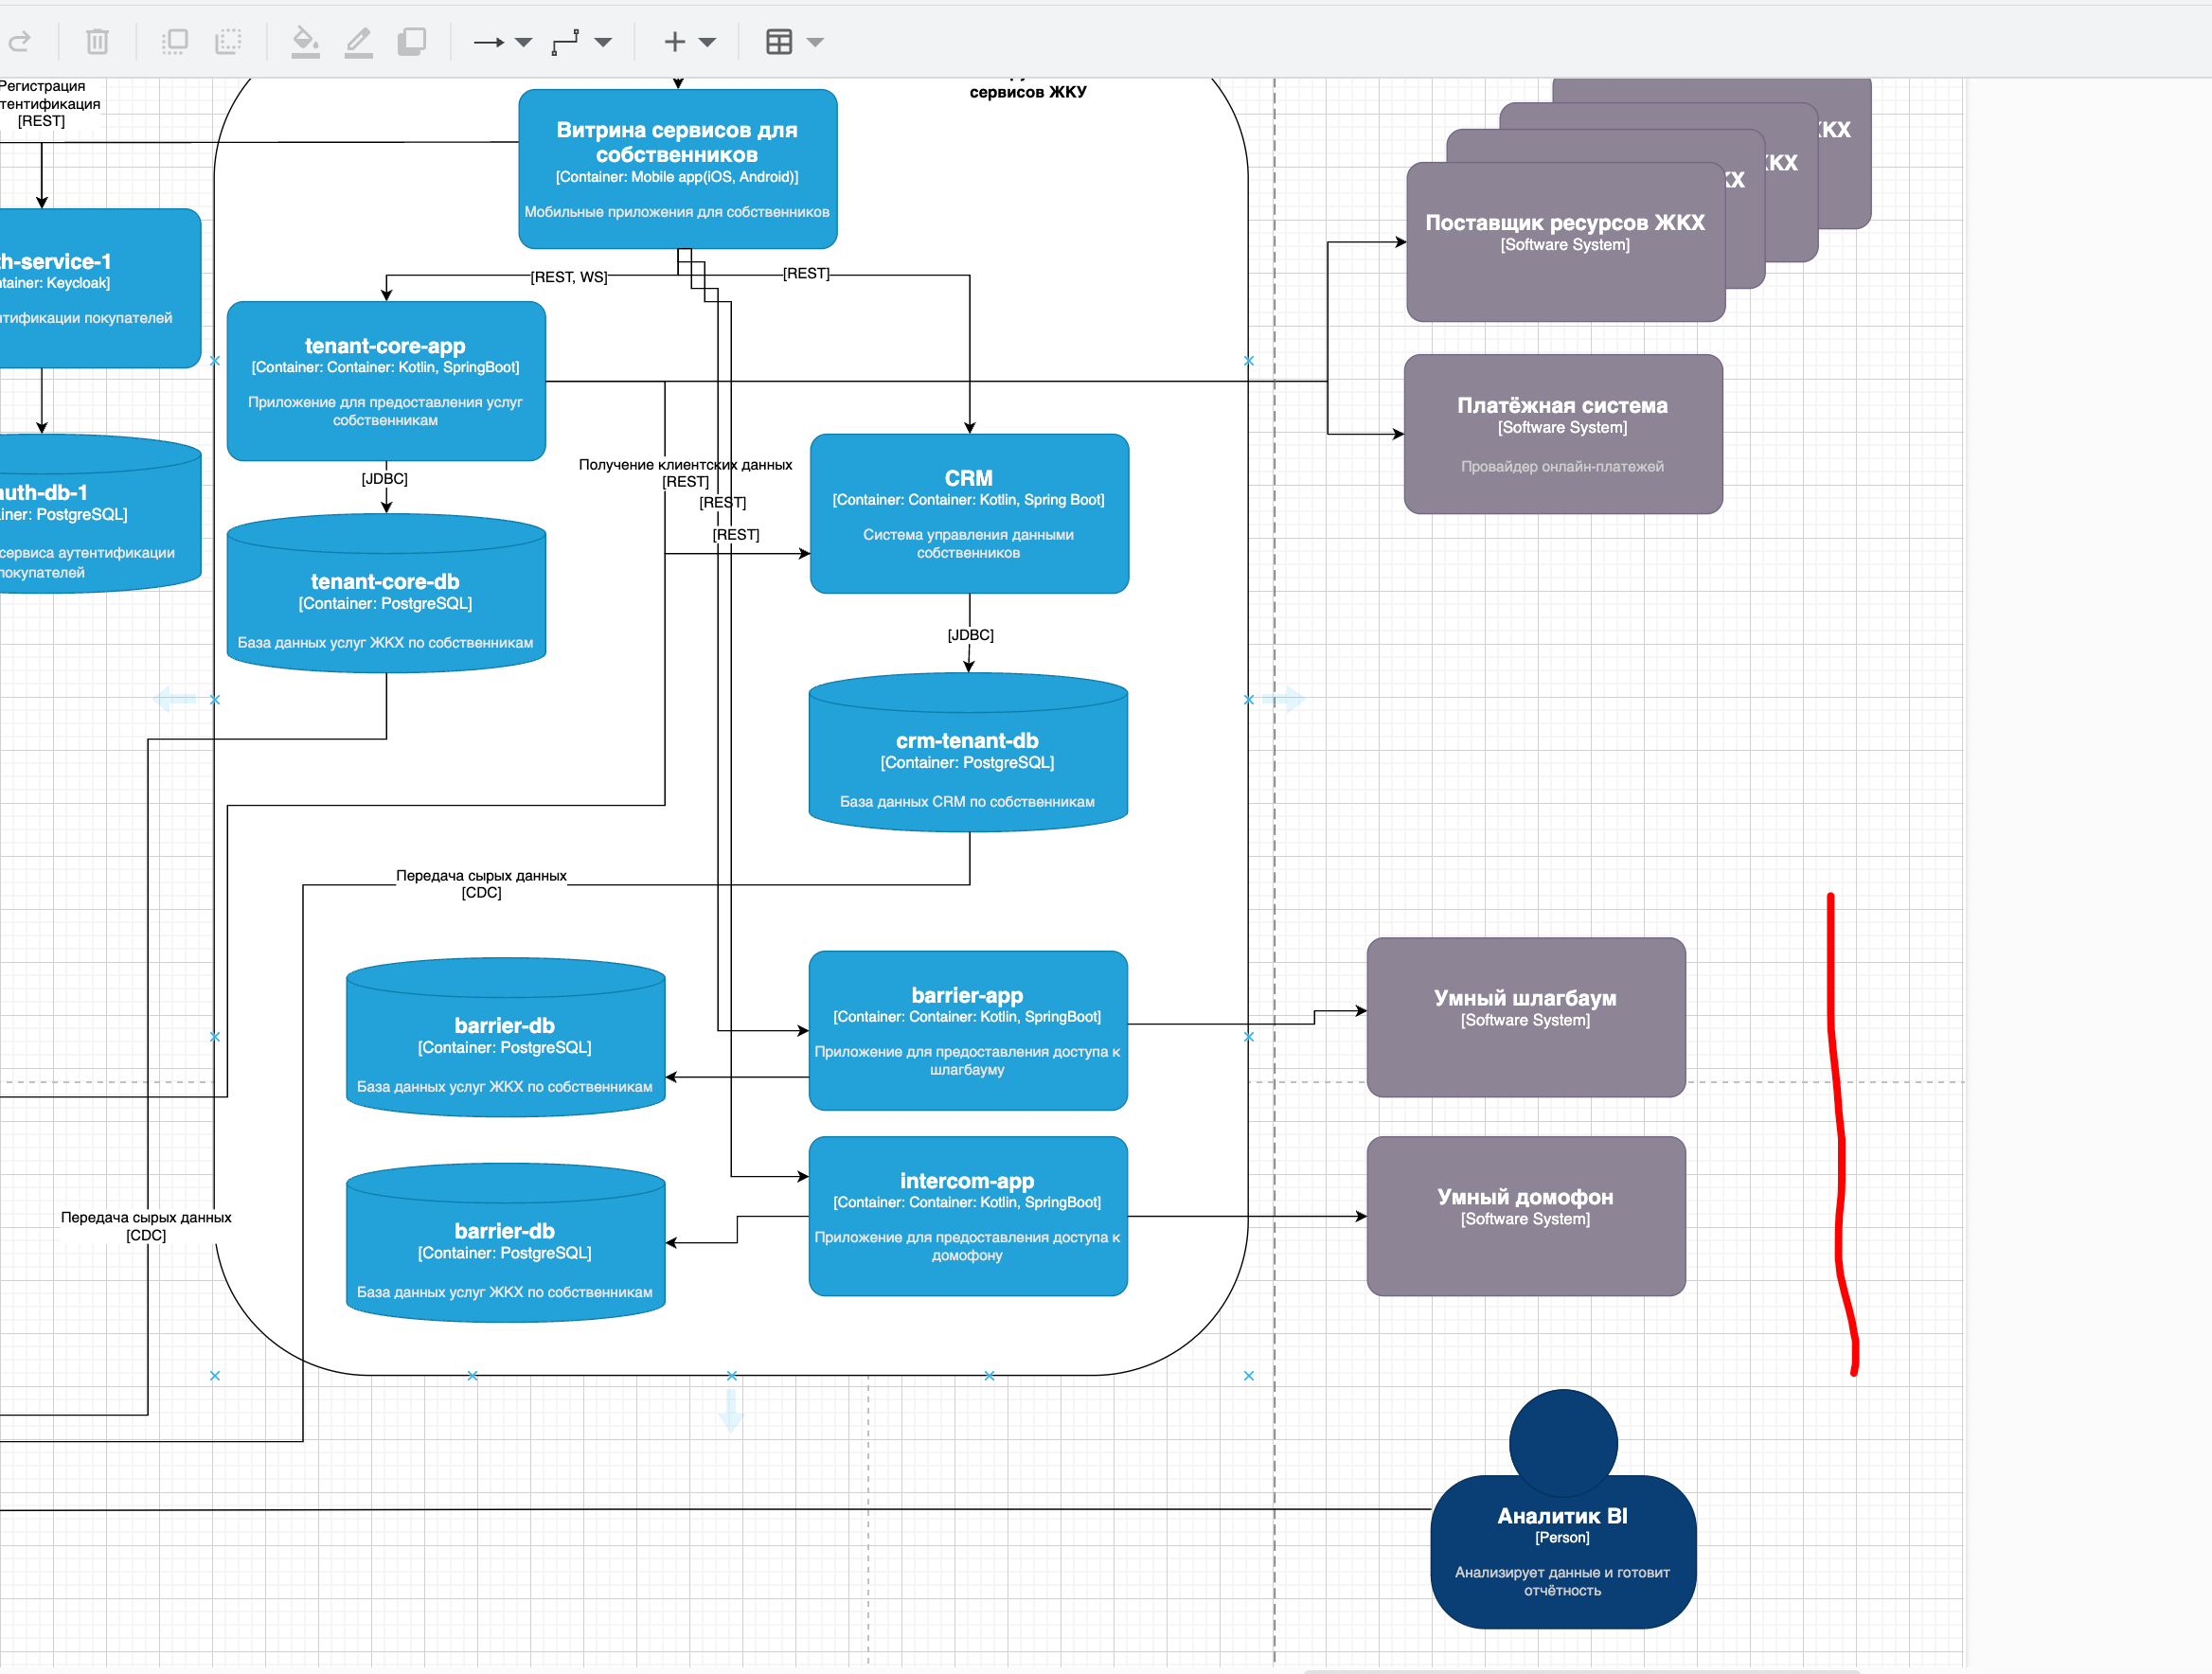 Регистрация
[REST]
сервисов ЖКУ
Витрина сервисов для
собственников
[Container: Mobile app(iOS, Android)]
Мобильные приложения для собственников
ЖКХ
Поставщик ресурсов ЖКХ
[Software System]
[REST, WS]
[REST]
h-service-1
tainer: Keycloak]
нтификации покупателей
tenant-core-app
[Container: Container: Kotlin, SpringBoot]
Приложение для предоставления услуг
собственникам
Платёжная система
[Software System]
Провайдер онлайн-платежей
[JDBC]
Получение клиентских данных
[REST]
[REST]
[REST]
CRM
[Container: Container: Kotlin, Spring Boot]
Система управления данными
собственников
auth-db-1
iner: PostgreSQL]
сервиса аутентификации
покупателей
tenant-core-db
[Container: PostgreSQL]
База данных услуг ЖКХ по собственникам
[JDBC]
crm-tenant-db
[Container: PostgreSQL]
База данных CRM по собственникам
Передача сырых данных
[CDC]
barrier-db
[Container: PostgreSQL]
База данных услуг ЖКХ по собственникам
barrier-app
[Container: Container: Kotlin, SpringBoot]
Приложение для предоставления доступа к
шлагбауму
Умный шлагбаум
[Software System]
Передача сырых данных
[CDC]
barrier-db
[Container: PostgreSQL]
База данных услуг ЖКХ по собственникам
intercom-app
[Container: Container: Kotlin, SpringBoot]
Приложение для предоставления доступа к
домофону
Умный домофон
[Software System]
Аналитик BI
[Person]
Анализирует данные и готовит
отчётность